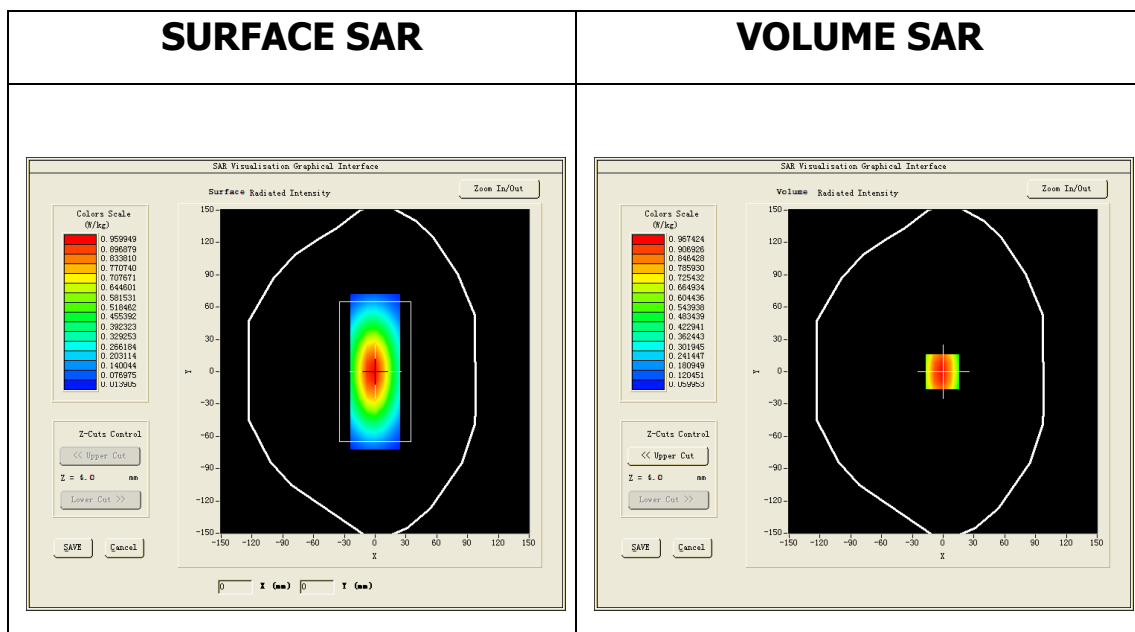 SURFACE SAR
VOLUME SAR
SAR Visualisation Graphical Interface
Surface Radiated Intensity
Zoom In/Out
Colors Scale
(W/kg)
0.959949
0.896879
0.833810
0.770740
0.707671
0.644601
0.581531
0.518462
0.455392
0.392323
0.329253
0.266184
0.203114
0.140044
0.076975
0.013905
Z-Cuts Control
<< Upper Cut
Z = 4.0 mm
Lower Cut >>
SAVE Cancel
150
120
90
60
30
0
-30
-60
-90
-120
-150
Y
-150 -120 -90 -60 -30 0 30 60 90 120 150
X
0 X (mm) 0 Y (mm)
SAR Visualisation Graphical Interface
Volume Radiated Intensity
Zoom In/Out
Colors Scale
(W/kg)
0.967424
0.906926
0.846428
0.785930
0.725432
0.664934
0.604436
0.543938
0.483439
0.422941
0.362443
0.301945
0.241447
0.180949
0.120451
0.059953
Z-Cuts Control
<< Upper Cut
Z = 4.0 mm
Lower Cut >>
SAVE Cancel
150
120
90
60
30
0
-30
-60
-90
-120
-150
Y
-150 -120 -90 -60 -30 0 30 60 90 120 150
X